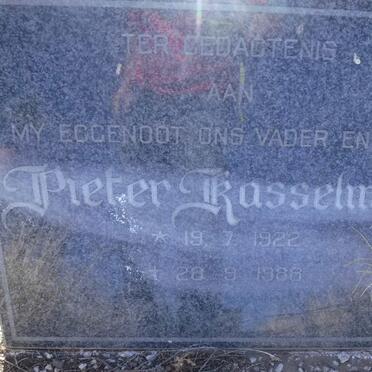 TER GEDAGTENIS
AAN
MY EGGENOOT ONS VADER EN
Pieter Kasselm
* 19. 7. 1922
28. 9. 1986